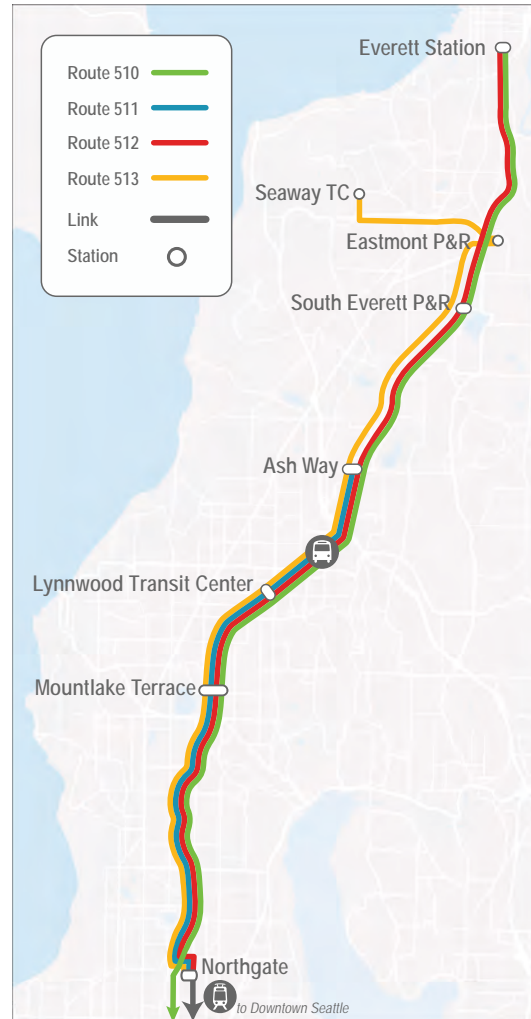 Route 510
Route 511
Route 512
Route 513
Link
Station
Everett Station
Seaway TC
Eastmont P&R
South Everett P&R
Ash Way
Lynnwood Transit Center
Mountlake Terrace
Northgate
to Downtown Seattle